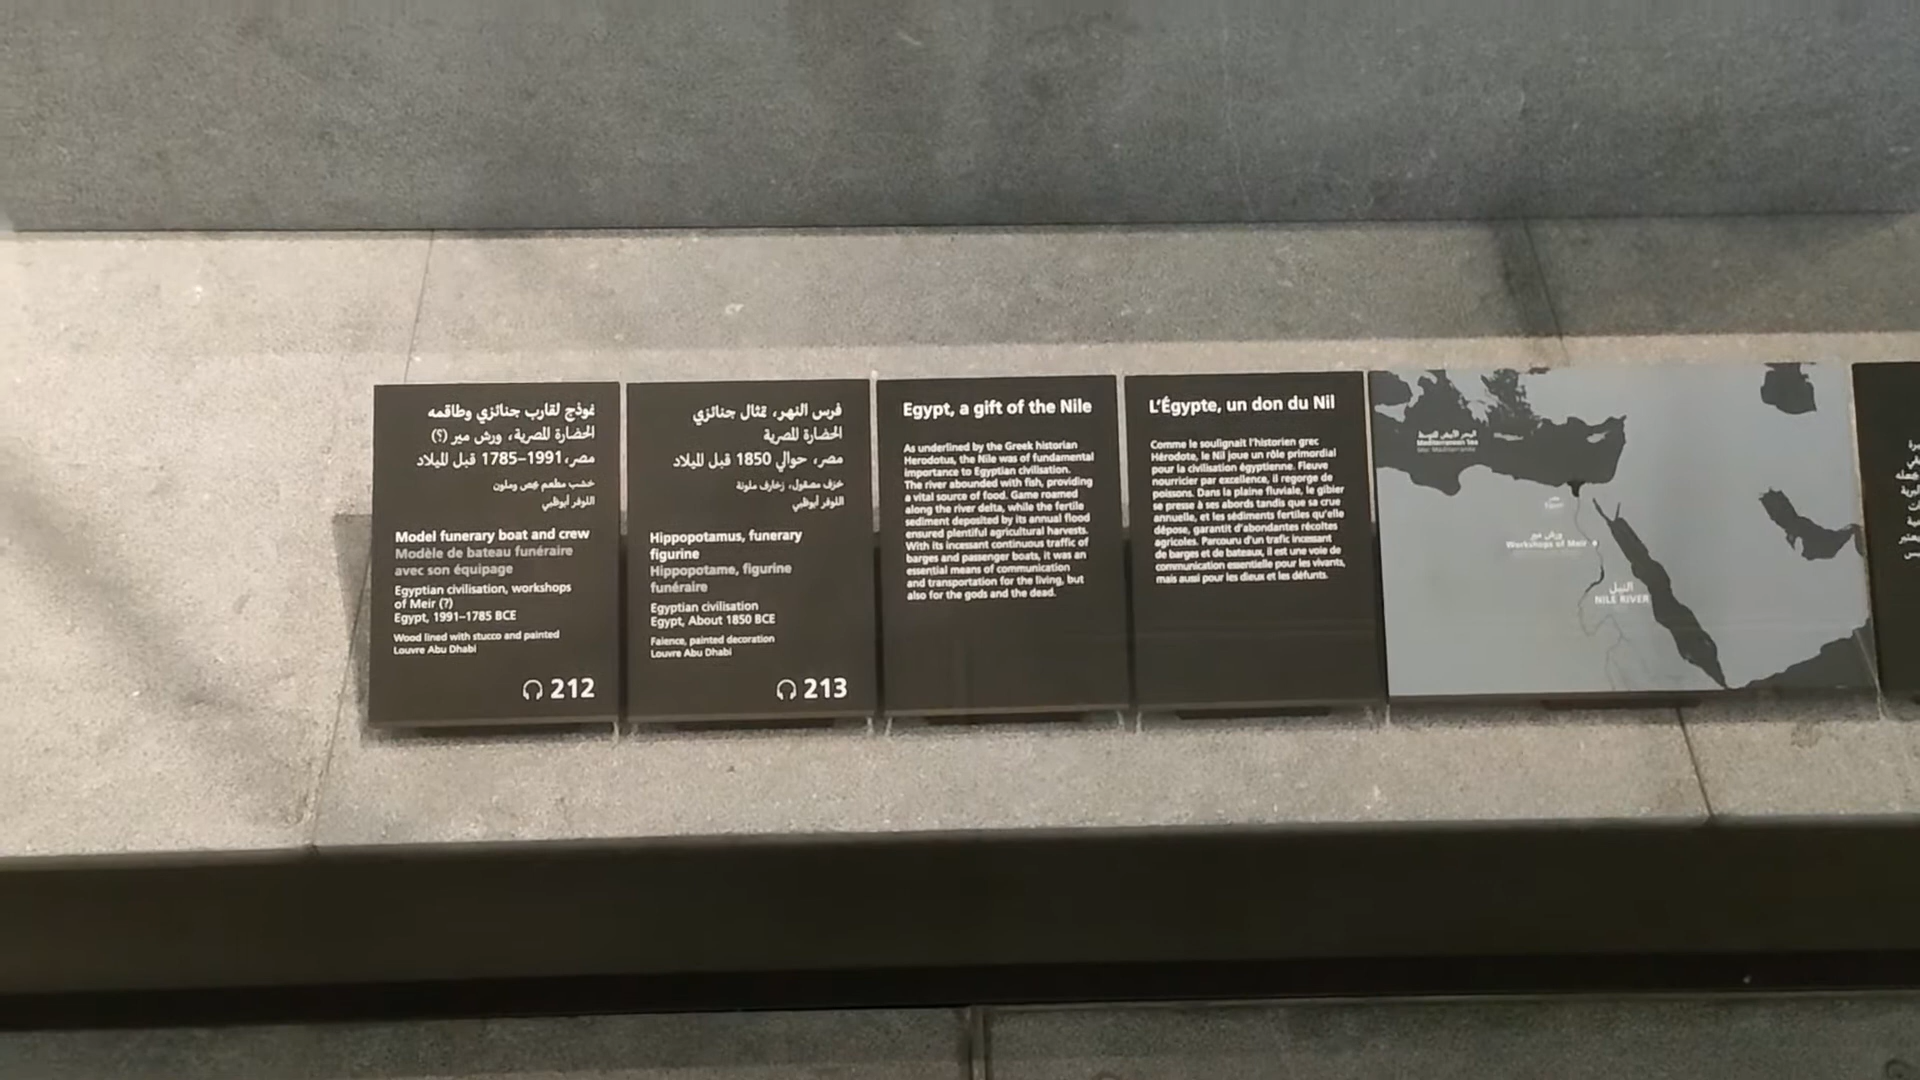 نموذج لقارب جنائزي وطاقمه
الحضارة المصرية، ورش مير (؟)
مصر، 1991–1785 قبل الميلاد
خشب مطعم بجص وملون
اللوفر أبوظبي
Model funerary boat and crew
Modèle de bateau funéraire
avec son équipage
Egyptian civilisation, workshops
of Meir (?)
Egypt, 1991–1785 BCE
Wood lined with stucco and painted
Louvre Abu Dhabi
212
فرس النهر، تمثال جنائزي
الحضارة المصرية
مصر، حوالي 1850 قبل الميلاد
خزف مصقول، زخارف ملونة
اللوفر أبوظبي
Hippopotamus, funerary
figurine
Hippopotame, figurine
funéraire
Egyptian civilisation
Egypt, About 1850 BCE
Faience, painted decoration
Louvre Abu Dhabi
213
Egypt, a gift of the Nile
As underlined by the Greek historian
Herodotus, the Nile was of fundamental
importance to Egyptian civilisation.
The river abounded with fish, providing
a vital source of food. Game roamed
along the river delta, while the fertile
sediment deposited by its annual flood
ensured plentiful agricultural harvests.
With its incessant continuous traffic of
barges and passenger boats, it was an
essential means of communication
and transportation for the living, but
also for the gods and the dead.
L'Égypte, un don du Nil
Comme le soulignait l'historien grec
Hérodote, le Nil joue un rôle primordial
pour la civilisation égyptienne. Fleuve
nourricier par excellence, il regorge de
poissons. Dans la plaine fluviale, le gibier
se presse à ses abords tandis que sa crue
annuelle, et les sédiments fertiles qu'elle
dépose, garantit d'abondantes récoltes
agricoles. Parcouru d'un trafic incessant
de barges et de bateaux, il est une voie de
communication essentielle pour les vivants,
mais aussi pour les dieux et les défunts.
البحر الأبيض المتوسط
Mediterranean Sea
Mer Méditerranée
مصر
ورش مير
Workshops of Meir
النيل
NILE RIVER